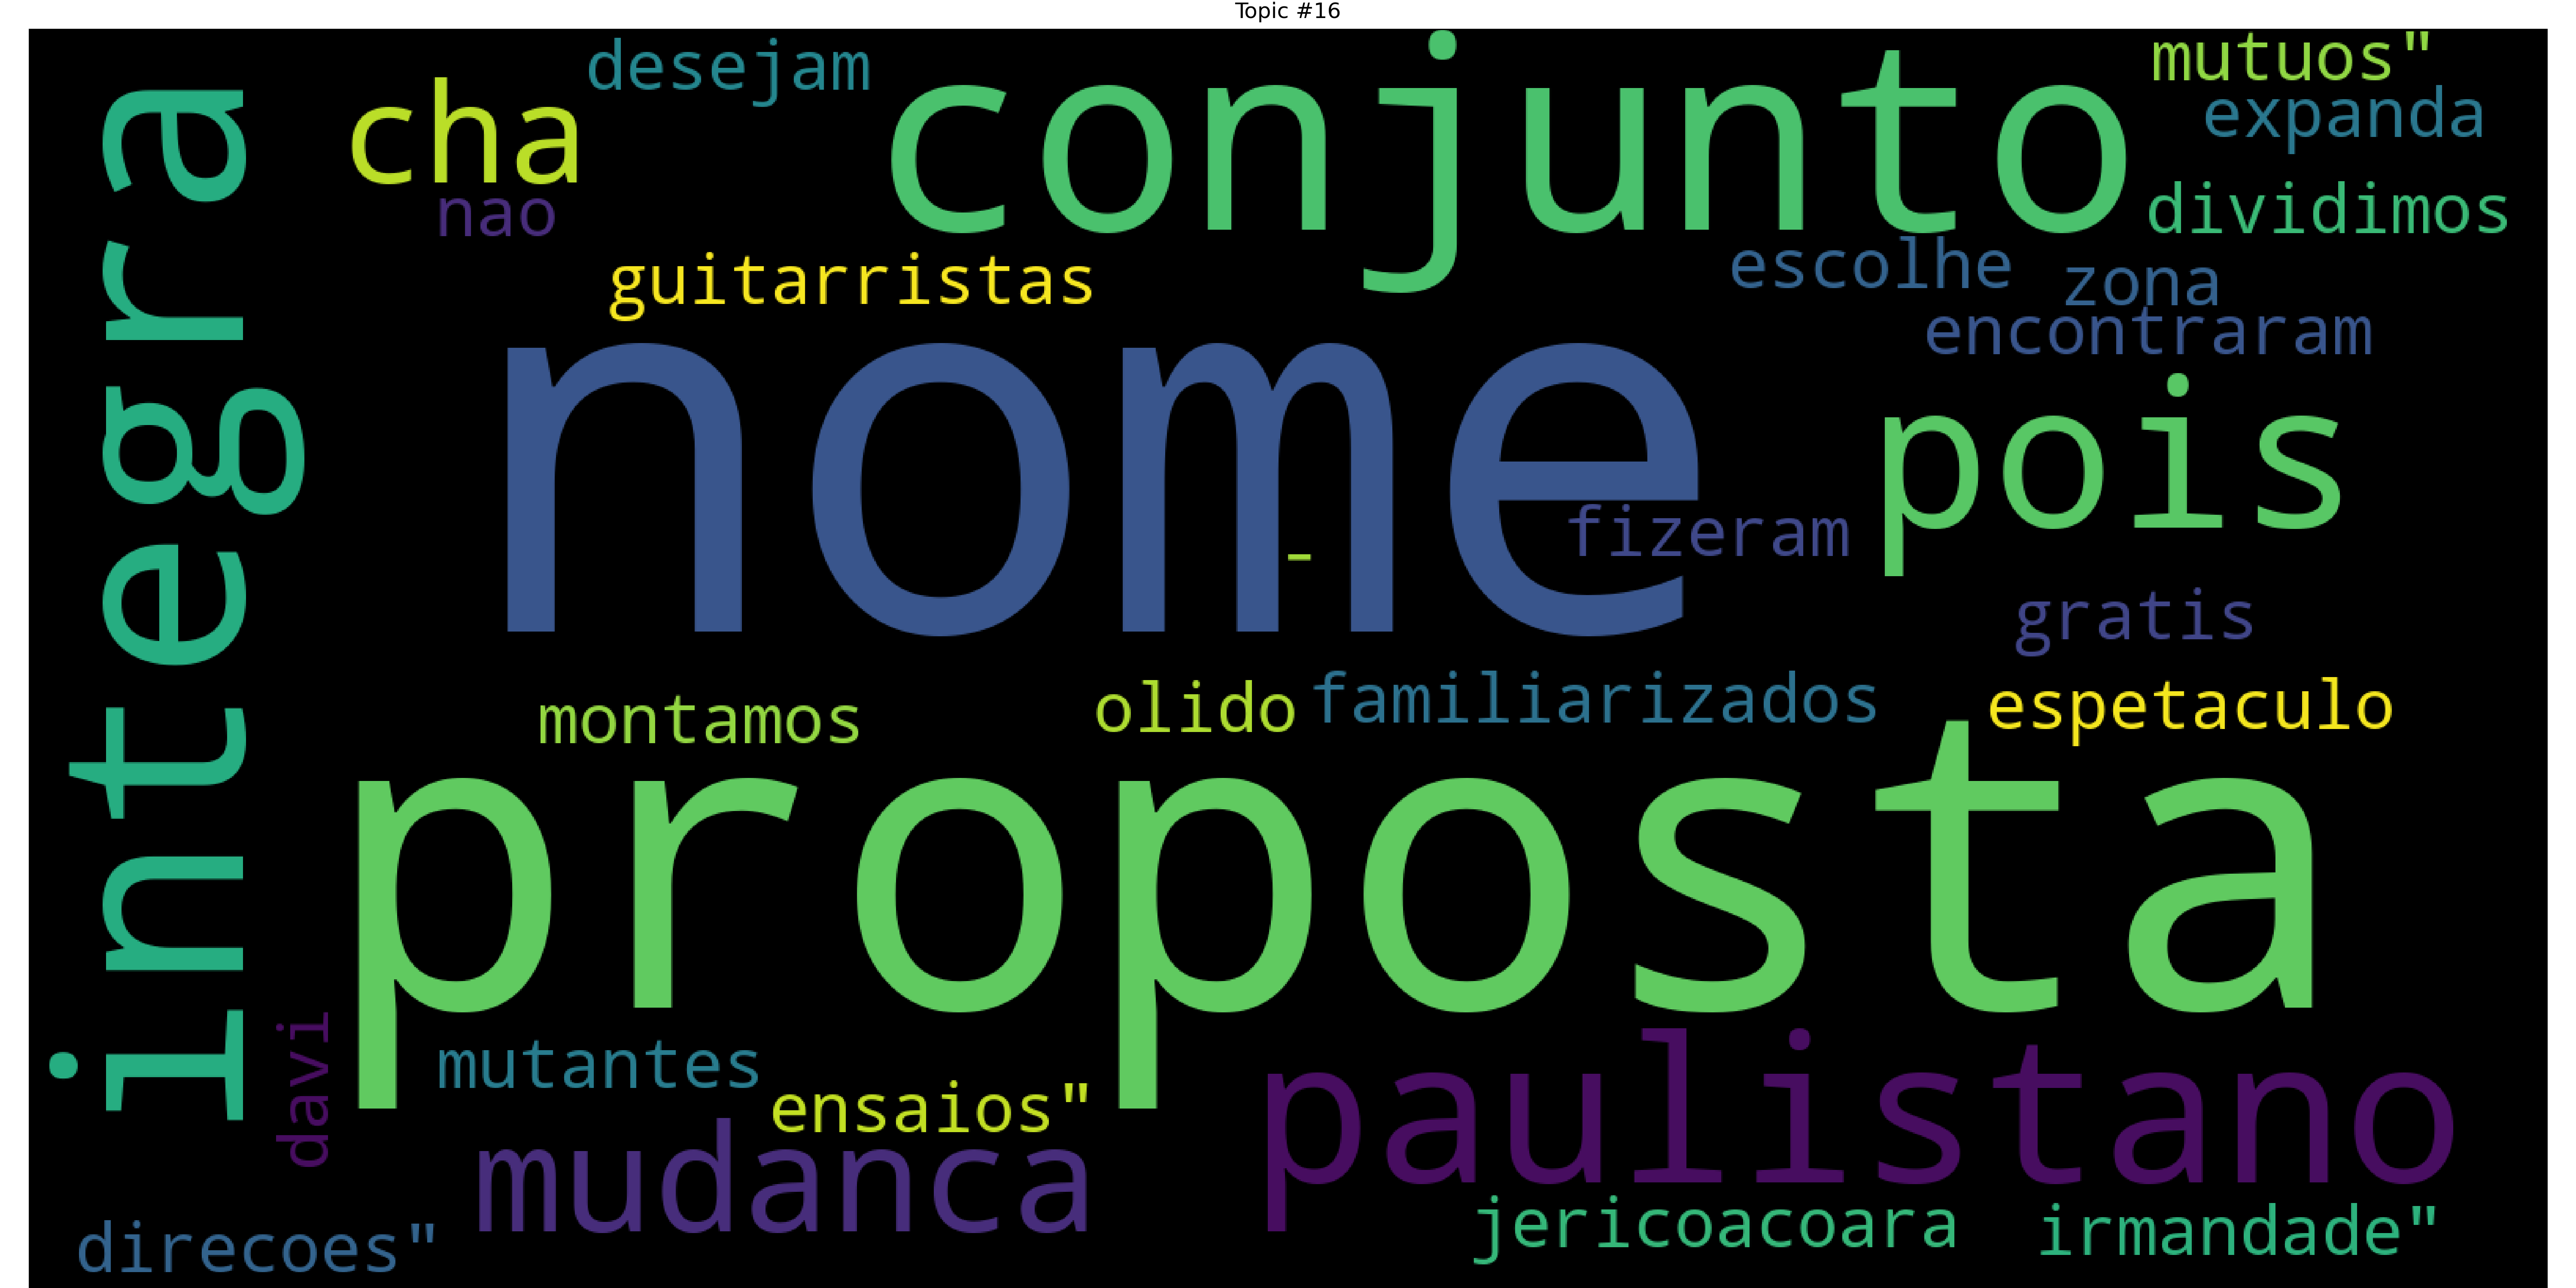 Topic #16
integra
cha
desejam
conjunto
mutuos"
expanda
nao
dividimos
guitarristas
escolhe
zona
encontraram
nome
pois
fizeram
-
gratis
montamos
olido
familiarizados
espetaculo
proposta
davi
mutantes
ensaios"
paulistano
mudanca
direcoes"
jericoacoara
irmandade"